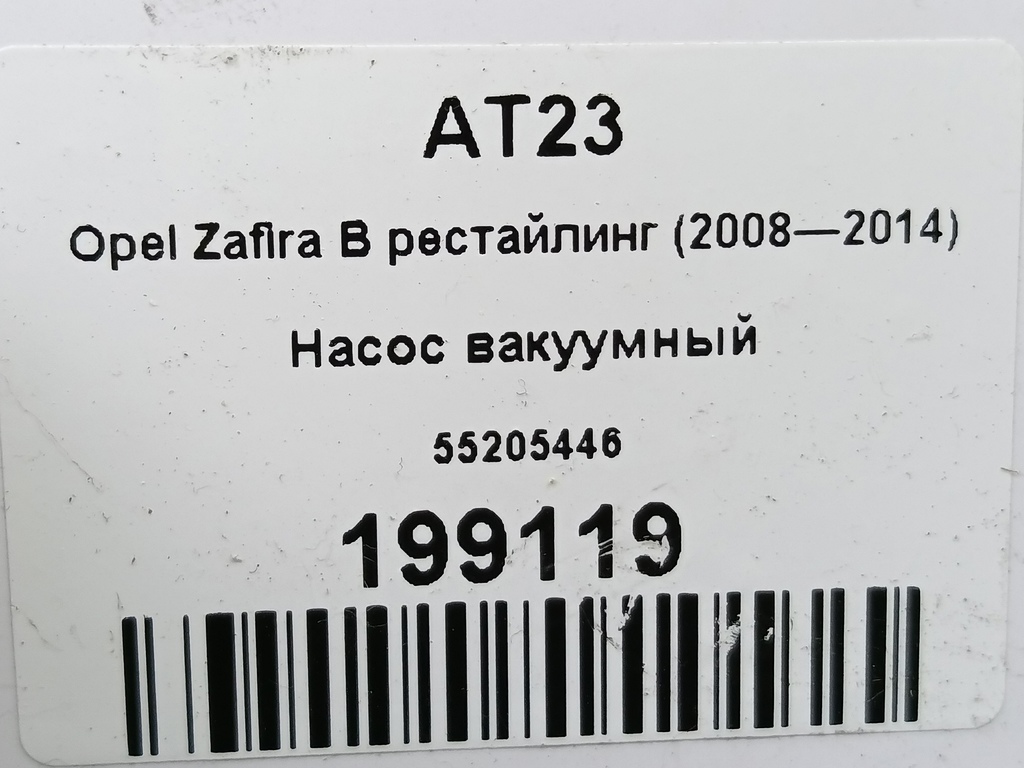 AT23
Opel Zafira B рестайлинг (2008—2014)
Насос вакуумный
55205446
199119